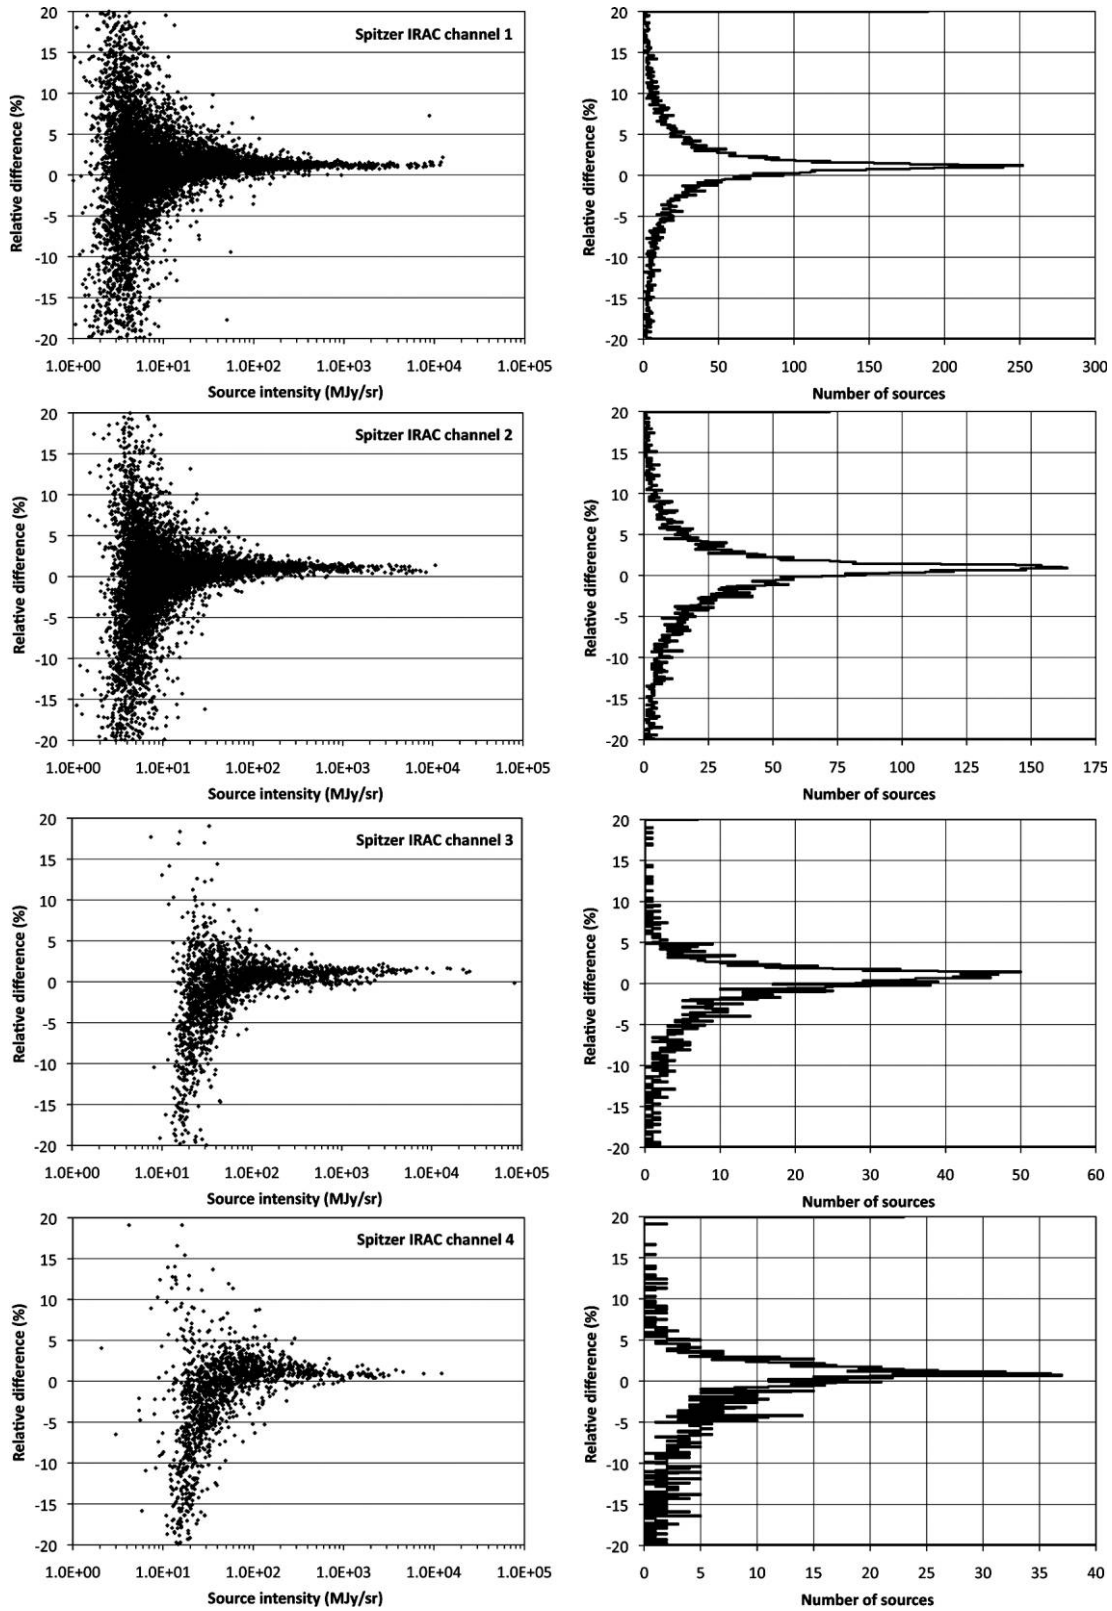 Spitzer IRAC channel 1
Relative difference (%)
20
15
10
5
0
-5
-10
-15
-20
1.0E+00 1.0E+01 1.0E+02 1.0E+03 1.0E+04 1.0E+05
Source intensity (MJy/sr)
Relative difference (%)
20
15
10
5
0
-5
-10
-15
-20
0 50 100 150 200 250 300
Number of sources
Spitzer IRAC channel 2
Relative difference (%)
20
15
10
5
0
-5
-10
-15
-20
1.0E+00 1.0E+01 1.0E+02 1.0E+03 1.0E+04 1.0E+05
Source intensity (MJy/sr)
Relative difference (%)
20
15
10
5
0
-5
-10
-15
-20
0 25 50 75 100 125 150 175
Number of sources
Spitzer IRAC channel 3
Relative difference (%)
20
15
10
5
0
-5
-10
-15
-20
1.0E+00 1.0E+01 1.0E+02 1.0E+03 1.0E+04 1.0E+05
Source intensity (MJy/sr)
Relative difference (%)
20
15
10
5
0
-5
-10
-15
-20
0 10 20 30 40 50 60
Number of sources
Spitzer IRAC channel 4
Relative difference (%)
20
15
10
5
0
-5
-10
-15
-20
1.0E+00 1.0E+01 1.0E+02 1.0E+03 1.0E+04 1.0E+05
Source intensity (MJy/sr)
Relative difference (%)
20
15
10
5
0
-5
-10
-15
-20
0 5 10 15 20 25 30 35 40
Number of sources